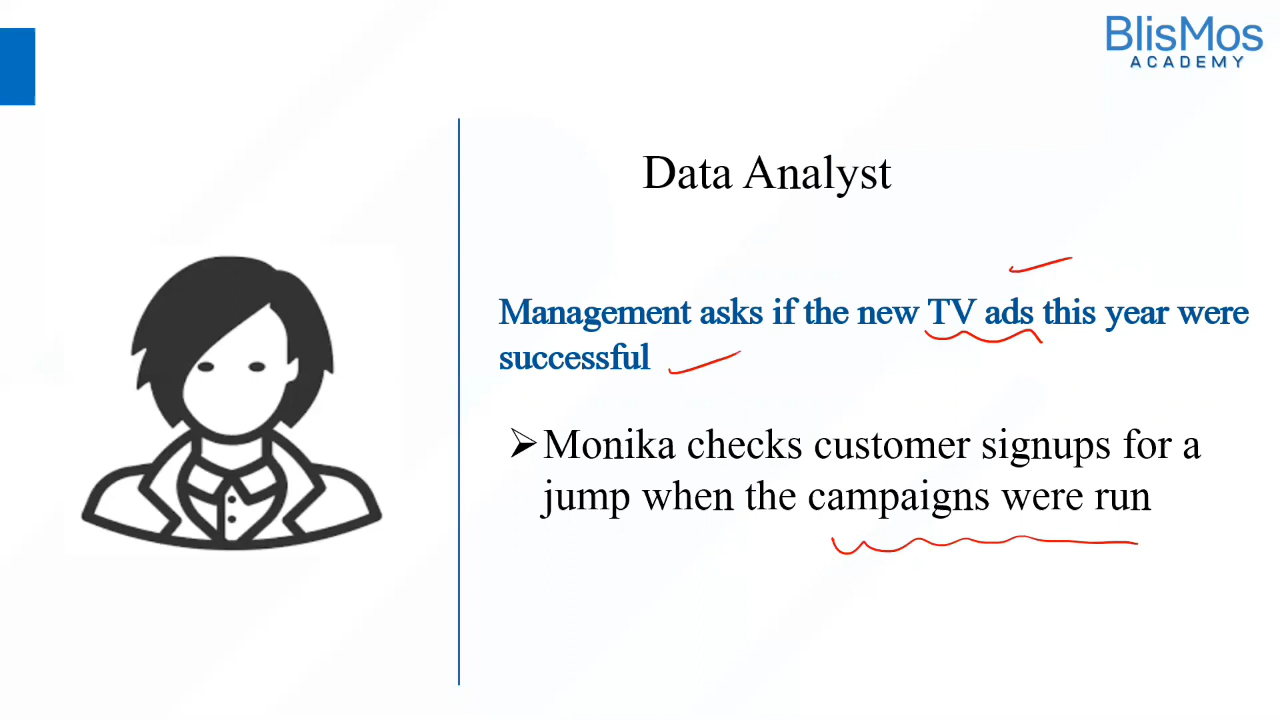 BlisMos
ACADEMY
Data Analyst
Management asks if the new TV ads this year were
successful
Monika checks customer signups for a
jump when the campaigns were run